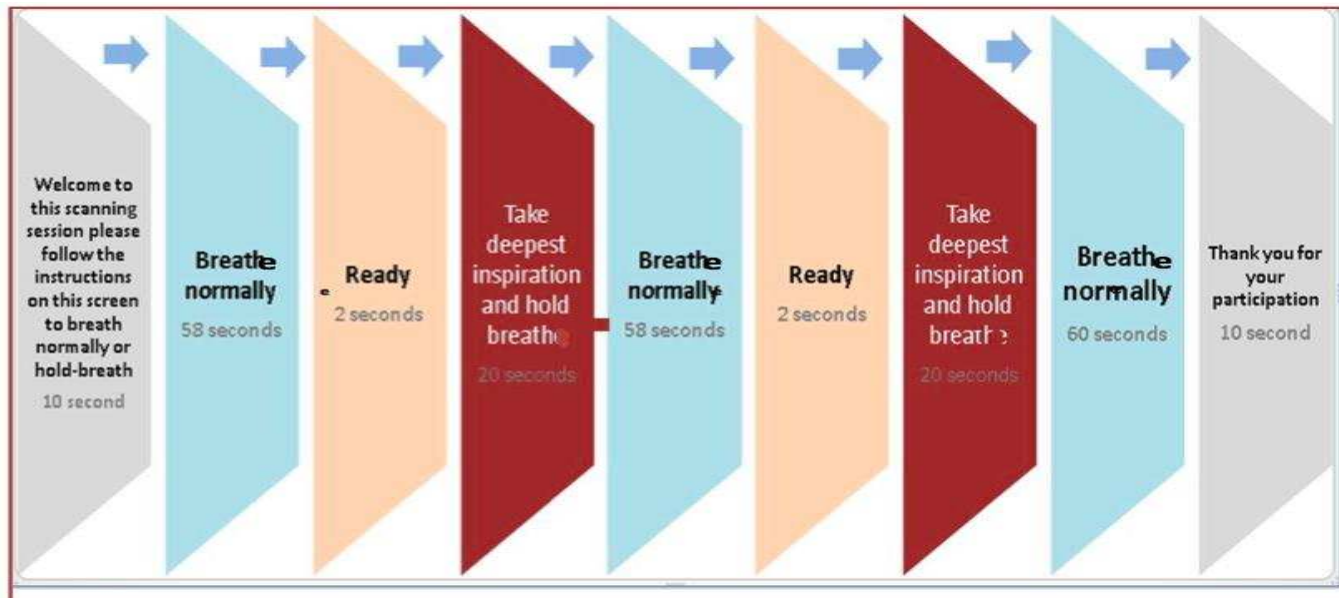 Welcome to
this scanning
session please
follow the
instructions
on this screen
to breath
normally or
hold-breath
10 second
Breathe
normally
58 seconds
e
Ready
2 seconds
Take
deepest
inspiration
and hold
breathe
20 seconds
Breathe
normally
58 seconds
Ready
2 seconds
Take
deepest
inspiration
and hold
breathe
20 seconds
Breathe
normally
60 seconds
Thank you for
your
participation
10 second